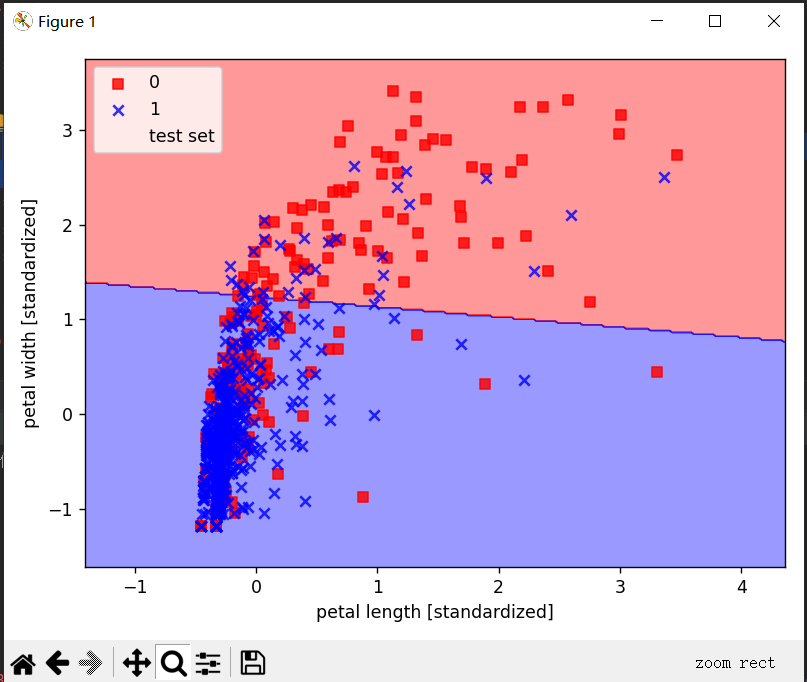 Figure 1
0
1
test set
petal width [standardized]
3
2
1
0
−1
−1
0
1
2
3
4
petal length [standardized]
zoom rect